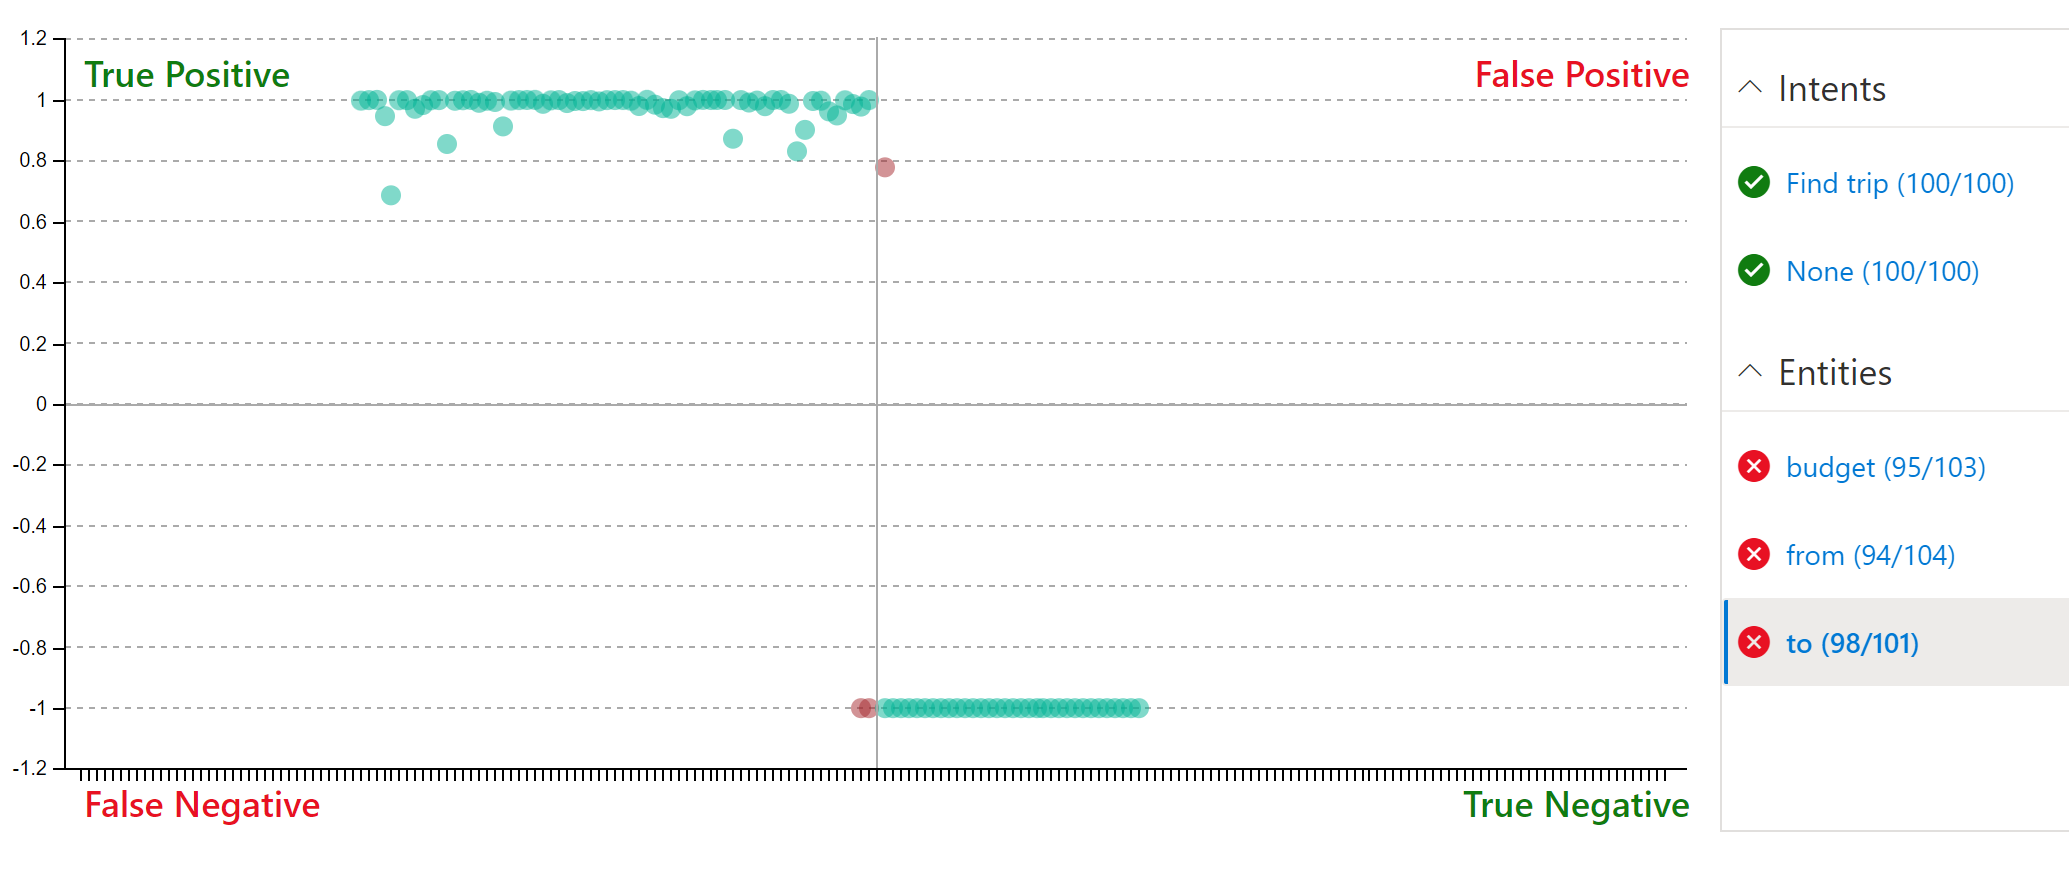 1.2
True Positive
False Positive
1
0.8
0.6
0.4
0.2
0
-0.2
-0.4
-0.6
-0.8
-1
-1.2
False Negative
True Negative
Intents
Find trip (100/100)
None (100/100)
Entities
budget (95/103)
from (94/104)
to (98/101)